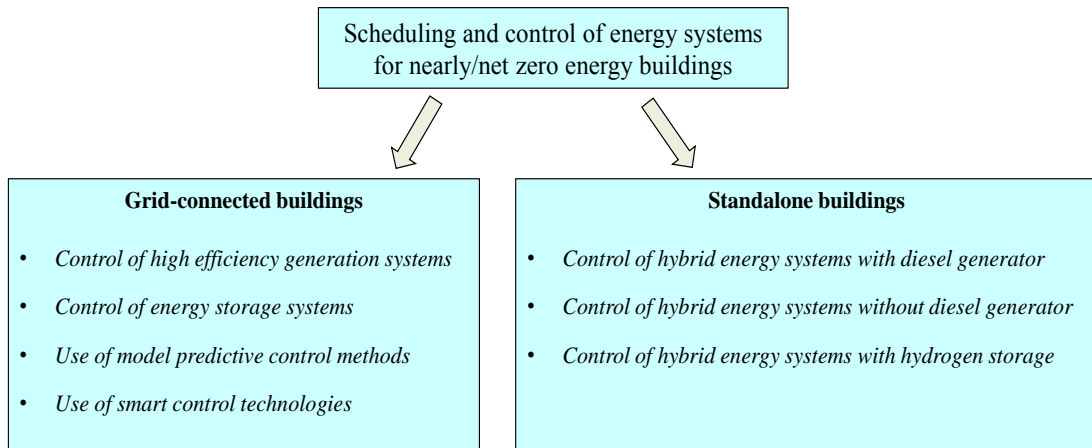 Scheduling and control of energy systems
for nearly/net zero energy buildings
Grid-connected buildings
• Control of high efficiency generation systems
• Control of energy storage systems
• Use of model predictive control methods
• Use of smart control technologies
Standalone buildings
• Control of hybrid energy systems with diesel generator
• Control of hybrid energy systems without diesel generator
• Control of hybrid energy systems with hydrogen storage